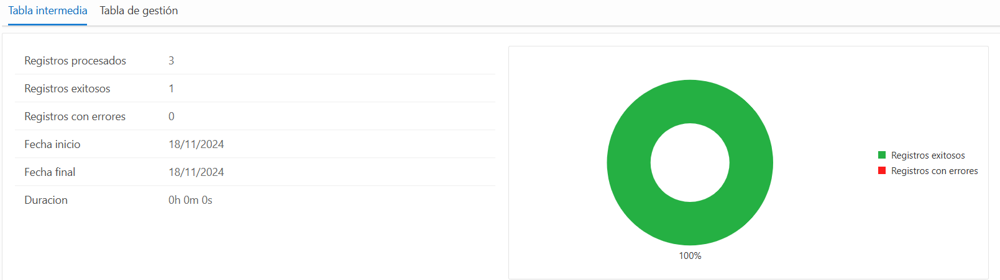 Tabla intermedia Tabla de gestión
Registros procesados 3
Registros exitosos 1
Registros con errores 0
Fecha inicio 18/11/2024
Fecha final 18/11/2024
Duracion 0h 0m 0s
Registros exitosos
Registros con errores
100%